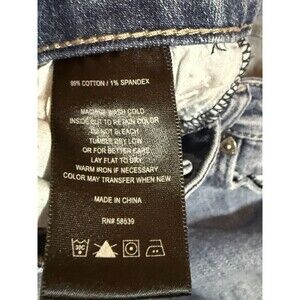 99% COTTON / 1% SPANDEX
MACHINE WASH COLD
INSIDE OUT TO RETAIN COLOR
DO NOT BLEACH
TUMBLE DRY LOW
OR FOR BETTER CARE
LAY FLAT TO DRY
WARM IRON IF NECESSARY
COLOR MAY TRANSFER WHEN NEW
MADE IN CHINA
RN# 58539
30C